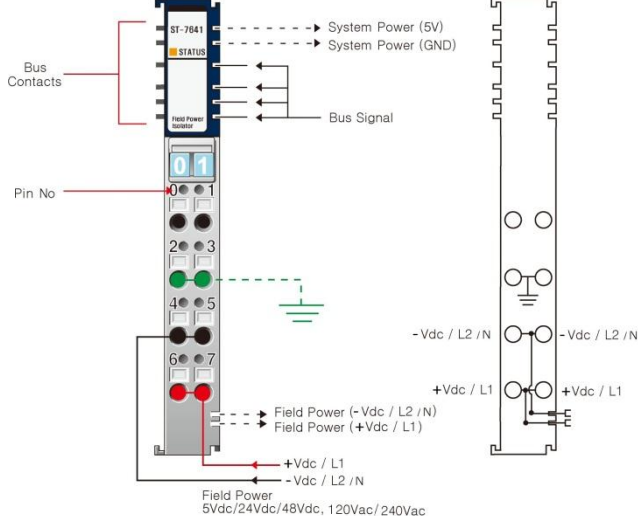 ST-7641
STATUS
System Power (5V)
System Power (GND)
Bus
Contacts
Bus Signal
Field Power
Isolator
0 1
Pin No
0 1
2 3
4 5
6 7
-Vdc / L2 /N
-Vdc / L2 /N
+Vdc / L1
+Vdc / L1
Field Power (-Vdc / L2 /N)
Field Power (+Vdc / L1)
+Vdc / L1
-Vdc / L2 /N
Field Power
5Vdc/24Vdc/48Vdc, 120Vac/240Vac